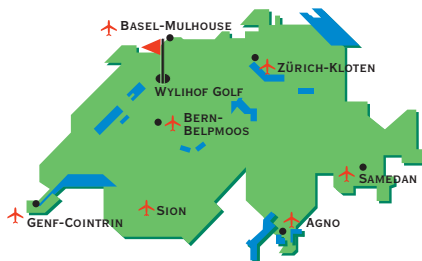 BASEL-MULHOUSE
ZÜRICH-KLOTEN
WYLIHOF GOLF
BERN-
BELPMOOS
SAMEDAN
SION
GENF-COINTRIN
AGNO